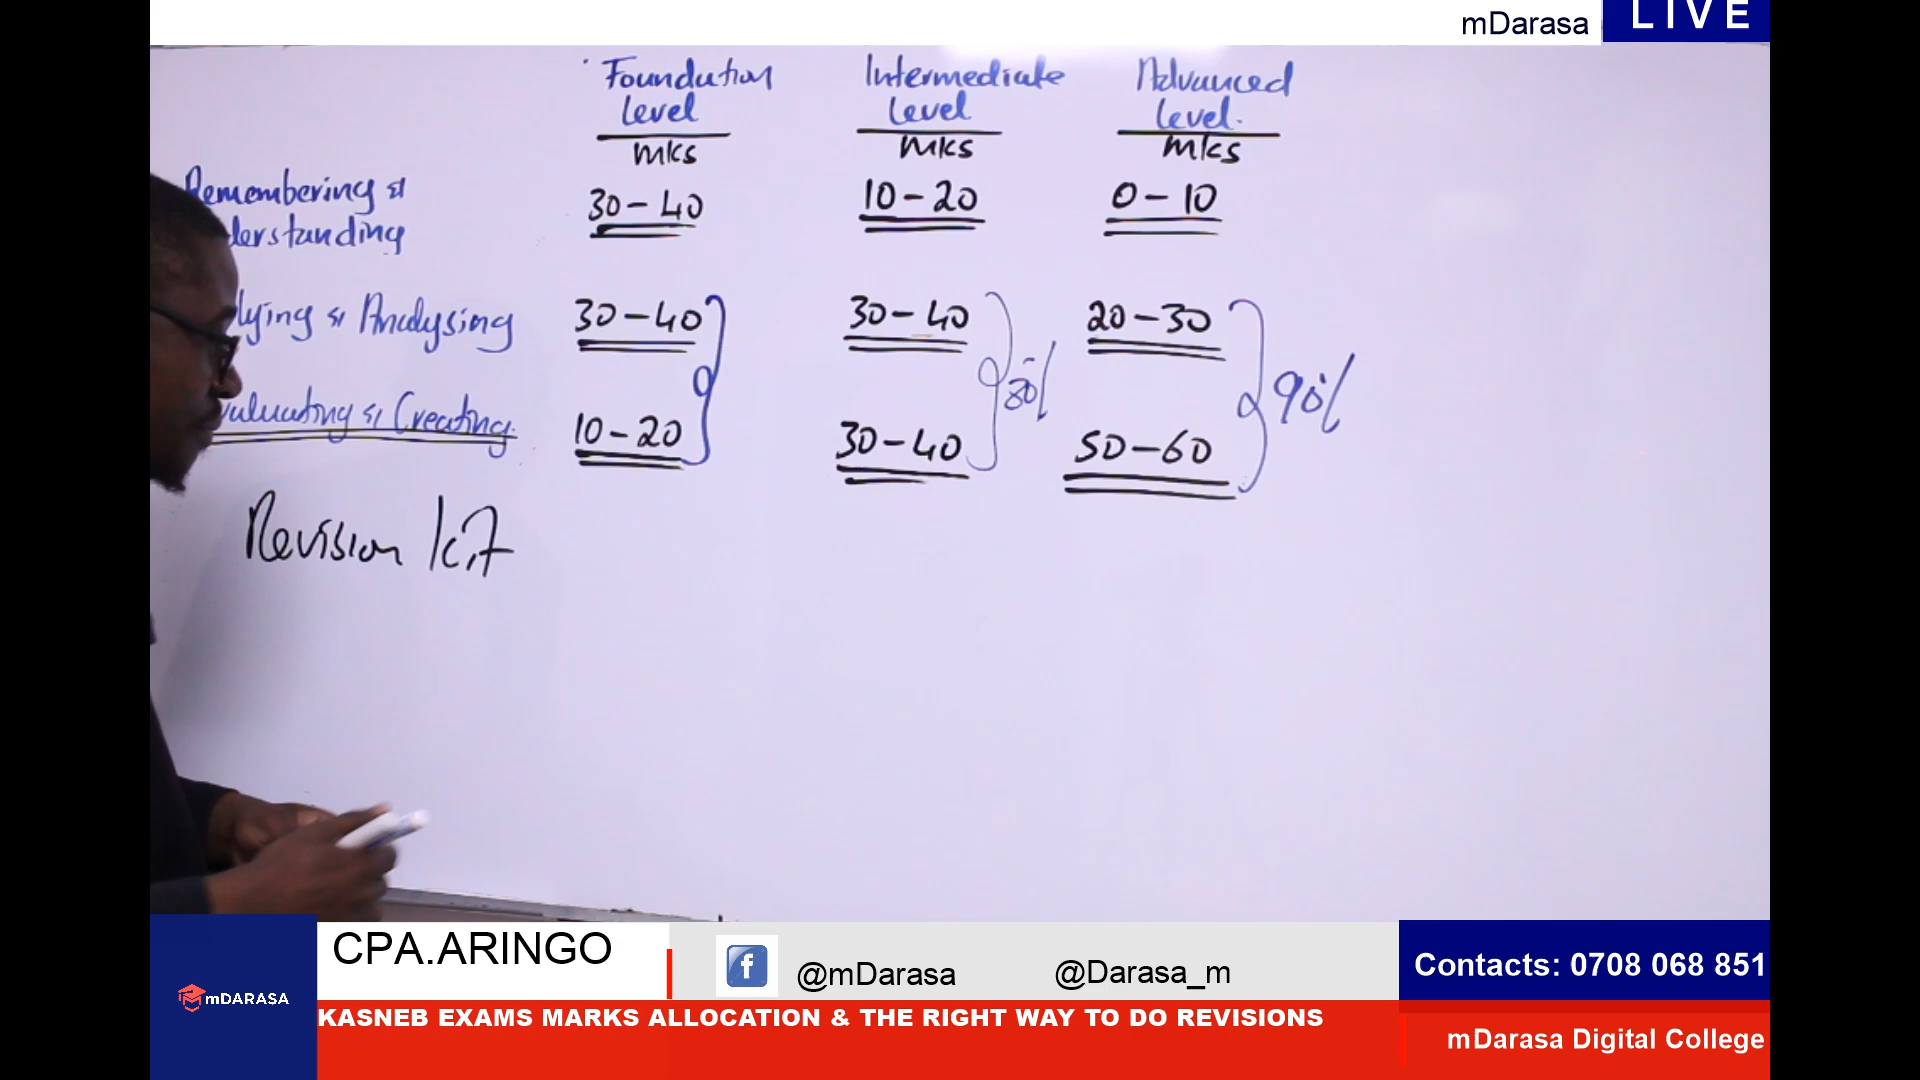 mDarasa
LIVE
Foundation Level
Intermediate Level
Advanced Level.
mks
mks
mks
Remembering &
derstanding
30-40
10-20
0-10
lying & Analysing
30-40
30-40
20-30
80%
90%
valuating & Creating.
10-20
30-40
50-60
Revision kit
CPA.ARINGO
f
@mDarasa
@Darasa_m
Contacts: 0708 068 851
mDARASA
KASNEB EXAMS MARKS ALLOCATION & THE RIGHT WAY TO DO REVISIONS
mDarasa Digital College